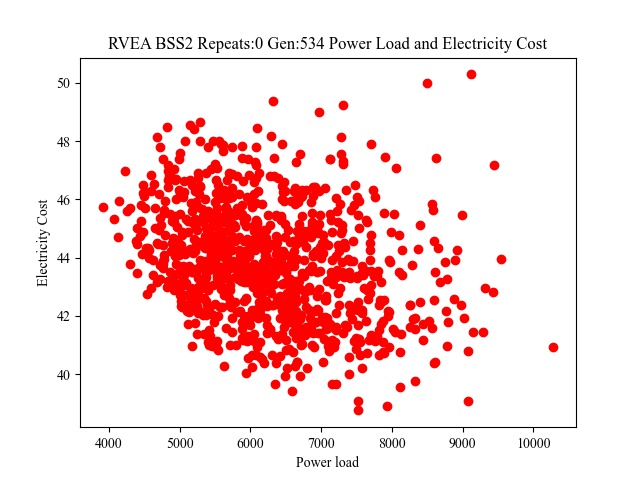 RVEA BSS2 Repeats:0 Gen:534 Power Load and Electricity Cost
50
48
46
44
42
40
Electricity Cost
4000 5000 6000 7000 8000 9000 10000
Power load